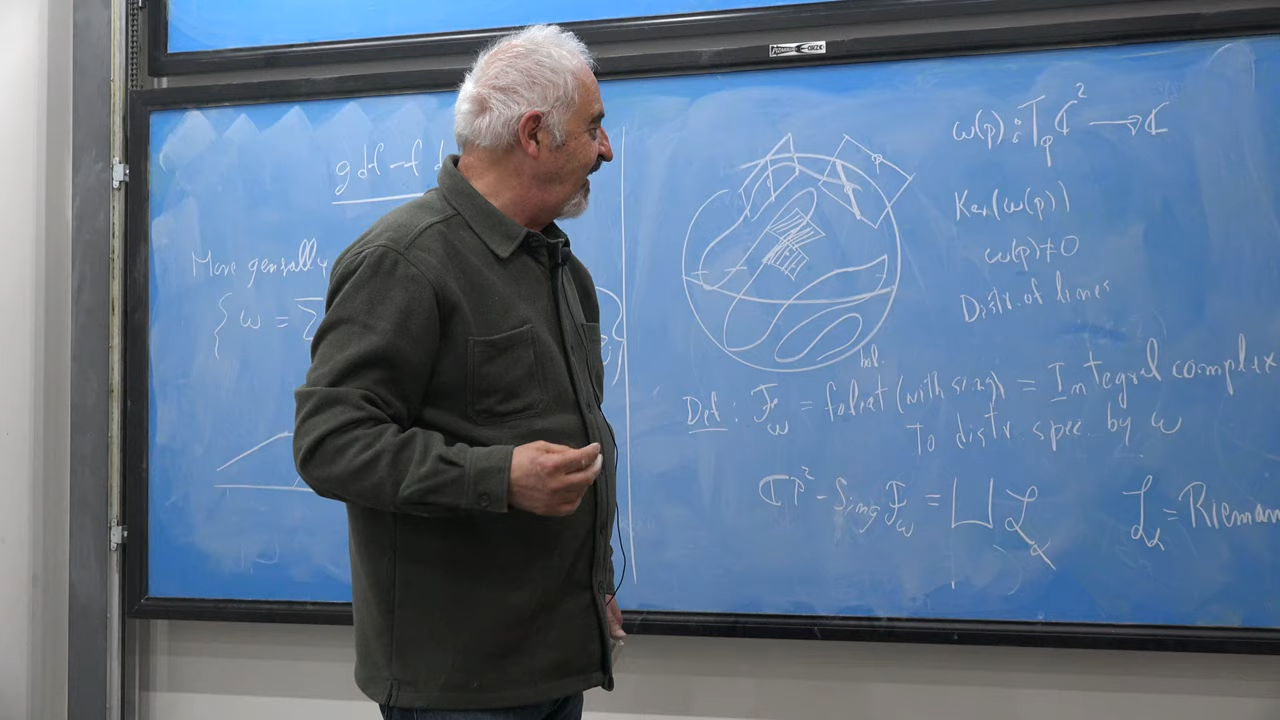 gdf - f d
More generally
{ω = Σ }
ω(p) : T_p ℂ² → ℂ
Ker(ω(p))
ω(p) ≠ 0
Distr. of lines
hol.
Def : F_ω = foliat (with sing) = Integral complex
to distr. spec. by ω
ℂP² - Sing F_ω = ⊔ L_α L_α = Rieman